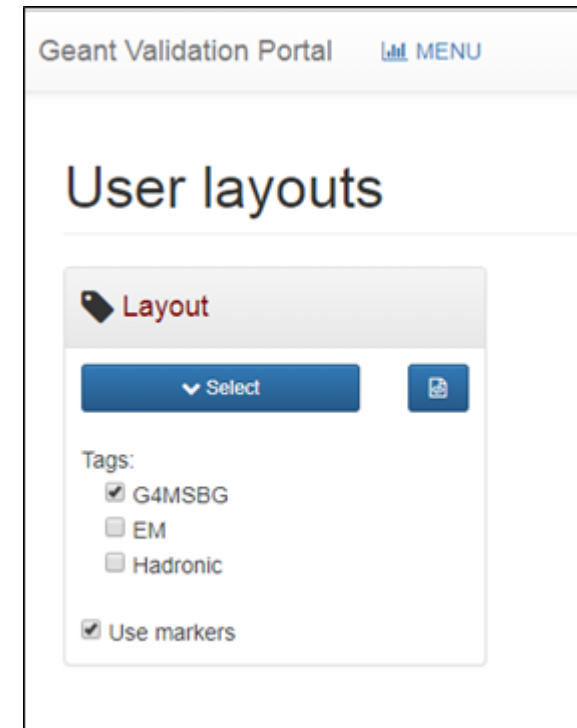 Geant Validation Portal MENU
User layouts
Layout
Select
Tags:
G4MSBG
EM
Hadronic
Use markers